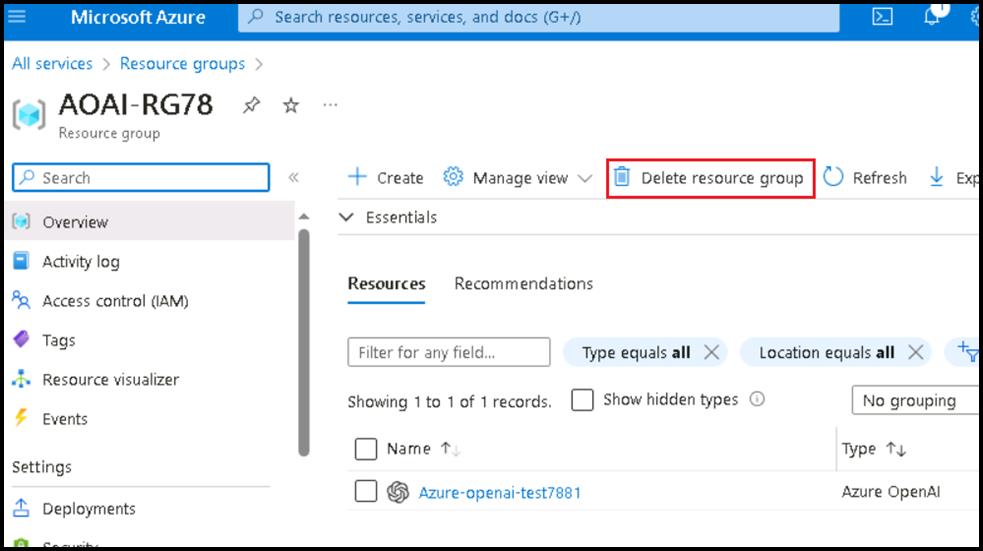 Microsoft Azure
Search resources, services, and docs (G+/)
1
All services > Resource groups >
AOAI-RG78
Resource group
Search
Create
Manage view
Delete resource group
Refresh
Exp
Essentials
Overview
Activity log
Access control (IAM)
Tags
Resource visualizer
Events
Settings
Deployments
Security
Resources
Recommendations
Filter for any field...
Type equals all
Location equals all
Showing 1 to 1 of 1 records.
Show hidden types
No grouping
Name
Type
Azure-openai-test7881
Azure OpenAI